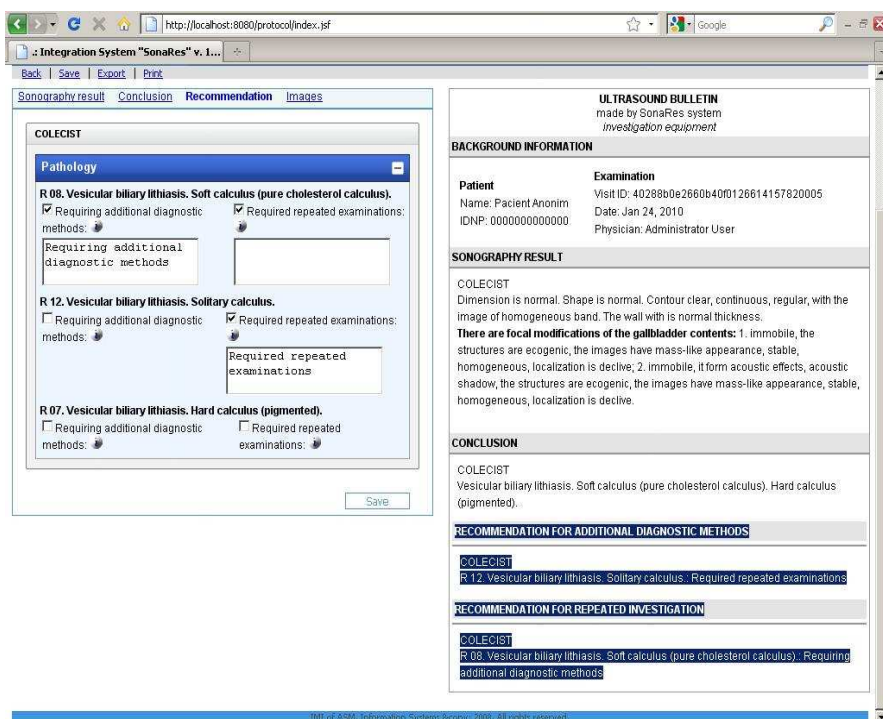 http://localhost:8080/protocol/index.jsf
Google
.: Integration System "SonaRes" v. 1...
Back | Save | Export | Print
Sonography result Conclusion Recommendation Images
COLECIST
Pathology
R 08. Vesicular biliary lithiasis. Soft calculus (pure cholesterol calculus).
Requiring additional diagnostic
methods:
Required repeated examinations:
Requiring additional
diagnostic methods
R 12. Vesicular biliary lithiasis. Solitary calculus.
Requiring additional diagnostic
methods:
Required repeated examinations:
Required repeated
examinations
R 07. Vesicular biliary lithiasis. Hard calculus (pigmented).
Requiring additional diagnostic
methods:
Required repeated
examinations:
Save
ULTRASOUND BULLETIN
made by SonaRes system
investigation equipment
BACKGROUND INFORMATION
Patient
Name: Pacient Anonim
IDNP: 0000000000000
Examination
Visit ID: 40288b0e2660b40f0126614157820005
Date: Jan 24, 2010
Physician: Administrator User
SONOGRAPHY RESULT
COLECIST
Dimension is normal. Shape is normal. Contour clear, continuous, regular, with the
image of homogeneous band. The wall with is normal thickness.
There are focal modifications of the gallbladder contents: 1. immobile, the
structures are ecogenic, the images have mass-like appearance, stable,
homogeneous, localization is declive; 2. immobile, it form acoustic effects, acoustic
shadow, the structures are ecogenic, the images have mass-like appearance, stable,
homogeneous, localization is declive.
CONCLUSION
COLECIST
Vesicular biliary lithiasis. Soft calculus (pure cholesterol calculus). Hard calculus
(pigmented).
RECOMMENDATION FOR ADDITIONAL DIAGNOSTIC METHODS
COLECIST
R 12. Vesicular biliary lithiasis. Solitary calculus.: Required repeated examinations
RECOMMENDATION FOR REPEATED INVESTIGATION
COLECIST
R 08. Vesicular biliary lithiasis. Soft calculus (pure cholesterol calculus).: Requiring
additional diagnostic methods
IMI of ASM, Information Systems &copy; 2008. All rights reserved.